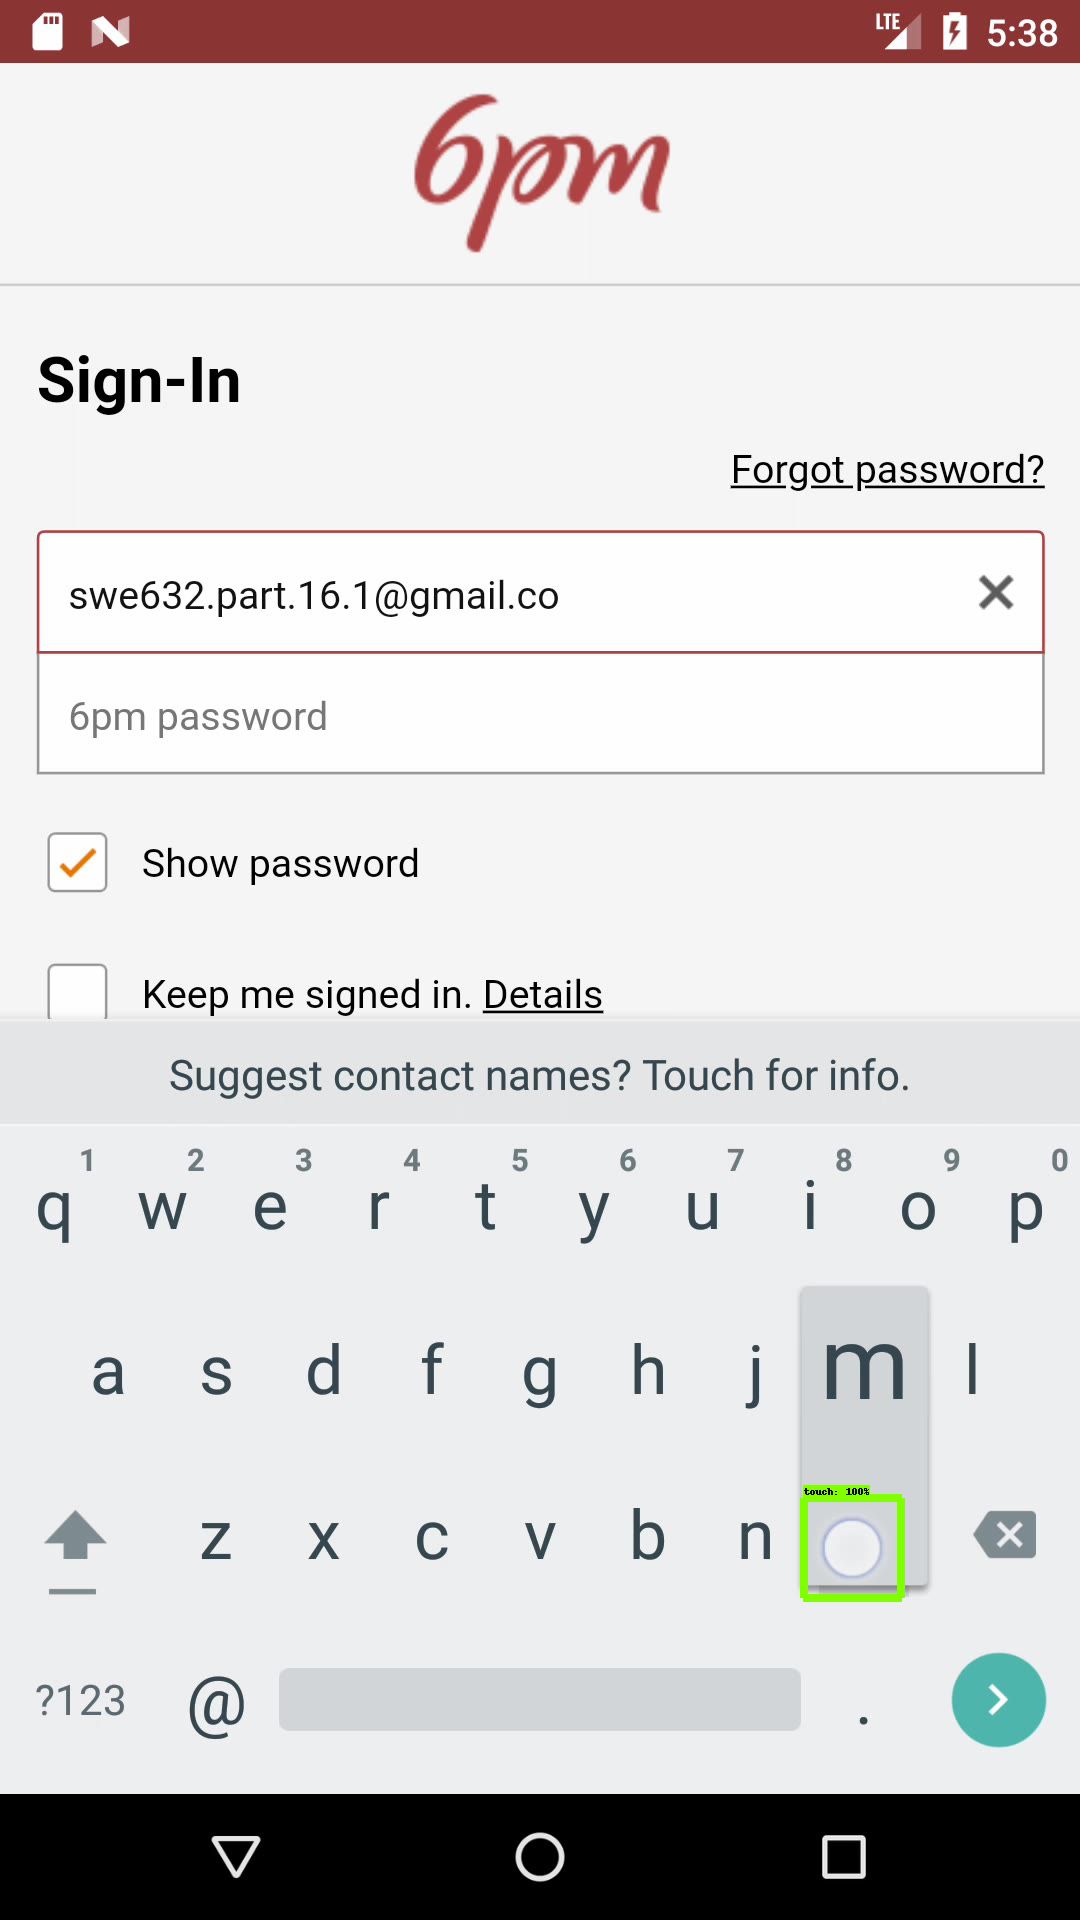 LTE 5:38
6pm
Sign-In
Forgot password?
swe632.part.16.1@gmail.co
6pm password
Show password
Keep me signed in. Details
Suggest contact names? Touch for info.
1 2 3 4 5 6 7 8 9 0
q w e r t y u i o p
a s d f g h j m l
touch: 100%
z x c v b n
?123 @ .